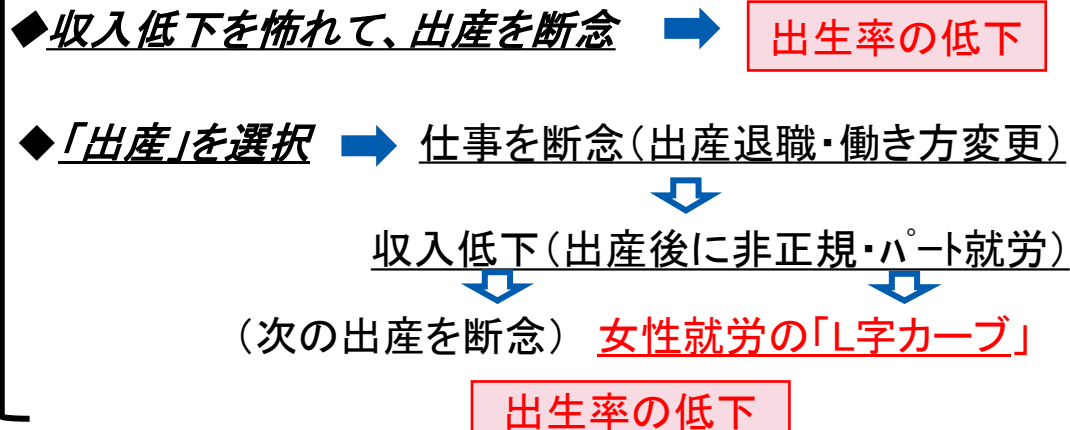 ◆収入低下を怖れて、出産を断念 出生率の低下
◆「出産」を選択 仕事を断念(出産退職・働き方変更)
収入低下(出産後に非正規・パート就労)
(次の出産を断念) 女性就労の「L字カーブ」
出生率の低下